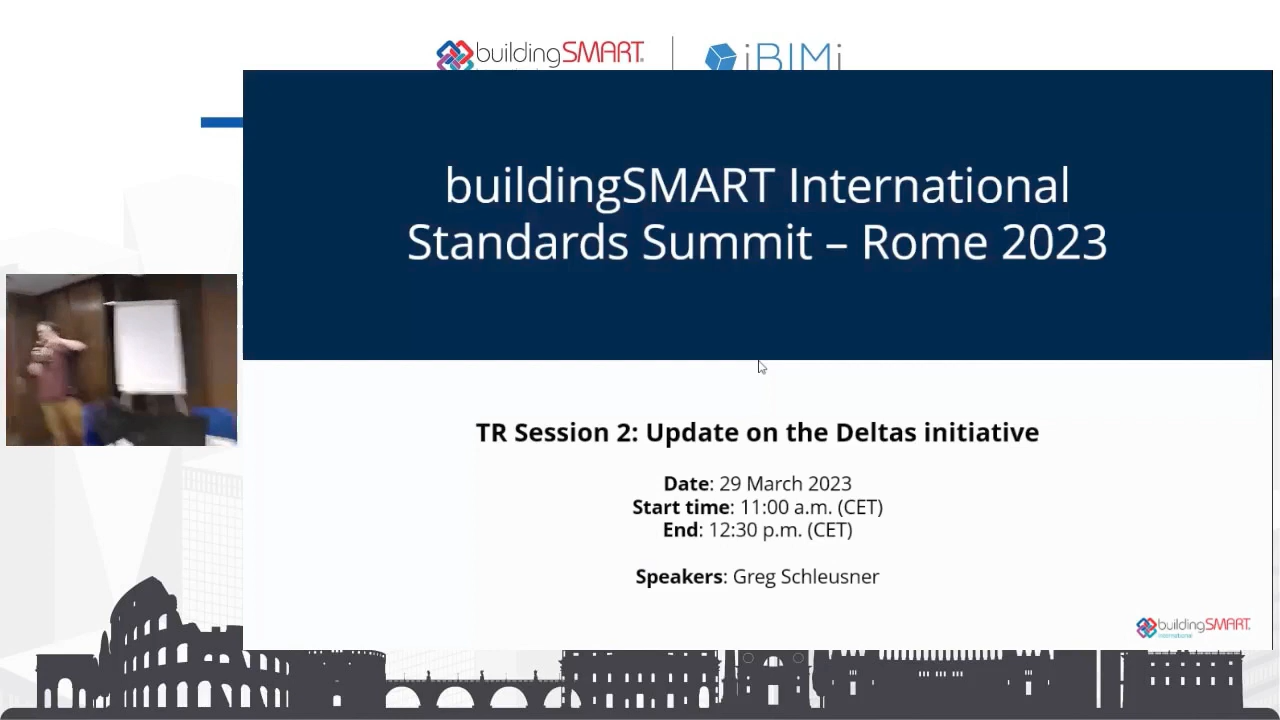 buildingSMART
iBIMi
buildingSMART International
Standards Summit – Rome 2023
TR Session 2: Update on the Deltas initiative
Date: 29 March 2023
Start time: 11:00 a.m. (CET)
End: 12:30 p.m. (CET)
Speakers: Greg Schleusner
buildingSMART
International